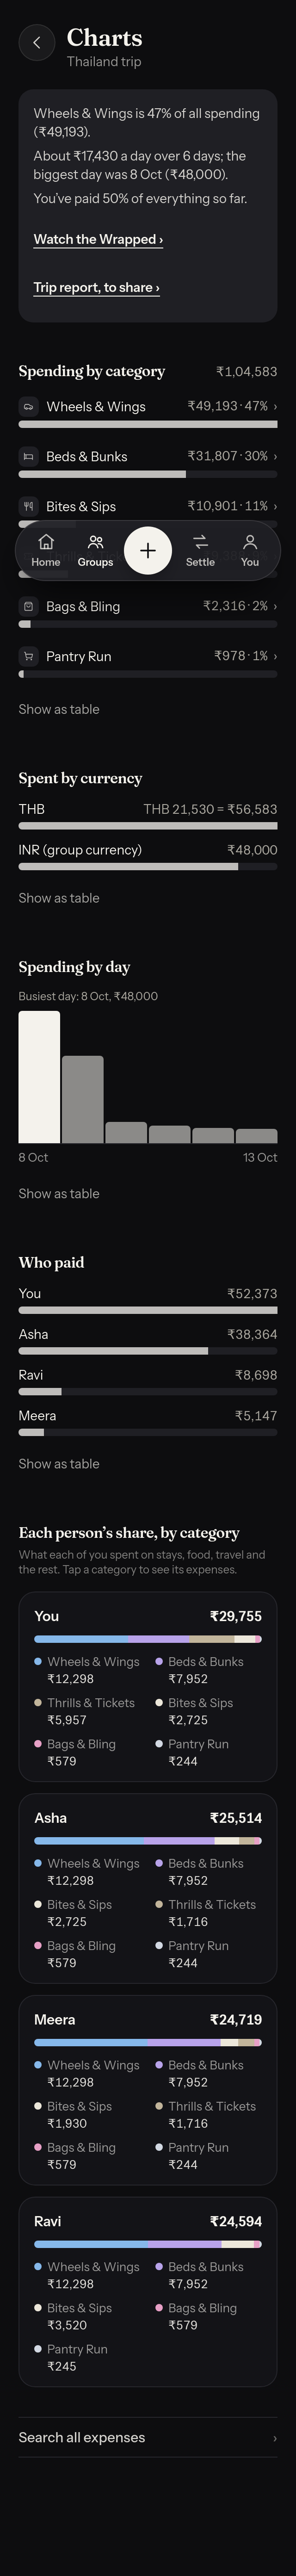 Charts
Thailand trip
Wheels & Wings is 47% of all spending
(₹49,193).
About ₹17,430 a day over 6 days; the
biggest day was 8 Oct (₹48,000).
You've paid 50% of everything so far.
Watch the Wrapped ›
Trip report, to share ›
Spending by category ₹1,04,583
Wheels & Wings ₹49,193 · 47% ›
Beds & Bunks ₹31,807 · 30% ›
Bites & Sips ₹10,901 · 11% ›
Home Groups Settle You
Bags & Bling ₹2,316 · 2% ›
Pantry Run ₹978 · 1% ›
Show as table
Spent by currency
THB THB 21,530 = ₹56,583
INR (group currency) ₹48,000
Show as table
Spending by day
Busiest day: 8 Oct, ₹48,000
8 Oct 13 Oct
Show as table
Who paid
You ₹52,373
Asha ₹38,364
Ravi ₹8,698
Meera ₹5,147
Show as table
Each person's share, by category
What each of you spent on stays, food, travel and
the rest. Tap a category to see its expenses.
You ₹29,755
Wheels & Wings Beds & Bunks
₹12,298 ₹7,952
Thrills & Tickets Bites & Sips
₹5,957 ₹2,725
Bags & Bling Pantry Run
₹579 ₹244
Asha ₹25,514
Wheels & Wings Beds & Bunks
₹12,298 ₹7,952
Bites & Sips Thrills & Tickets
₹2,725 ₹1,716
Bags & Bling Pantry Run
₹579 ₹244
Meera ₹24,719
Wheels & Wings Beds & Bunks
₹12,298 ₹7,952
Bites & Sips Thrills & Tickets
₹1,930 ₹1,716
Bags & Bling Pantry Run
₹579 ₹244
Ravi ₹24,594
Wheels & Wings Beds & Bunks
₹12,298 ₹7,952
Bites & Sips Bags & Bling
₹3,520 ₹579
Pantry Run
₹245
Search all expenses ›